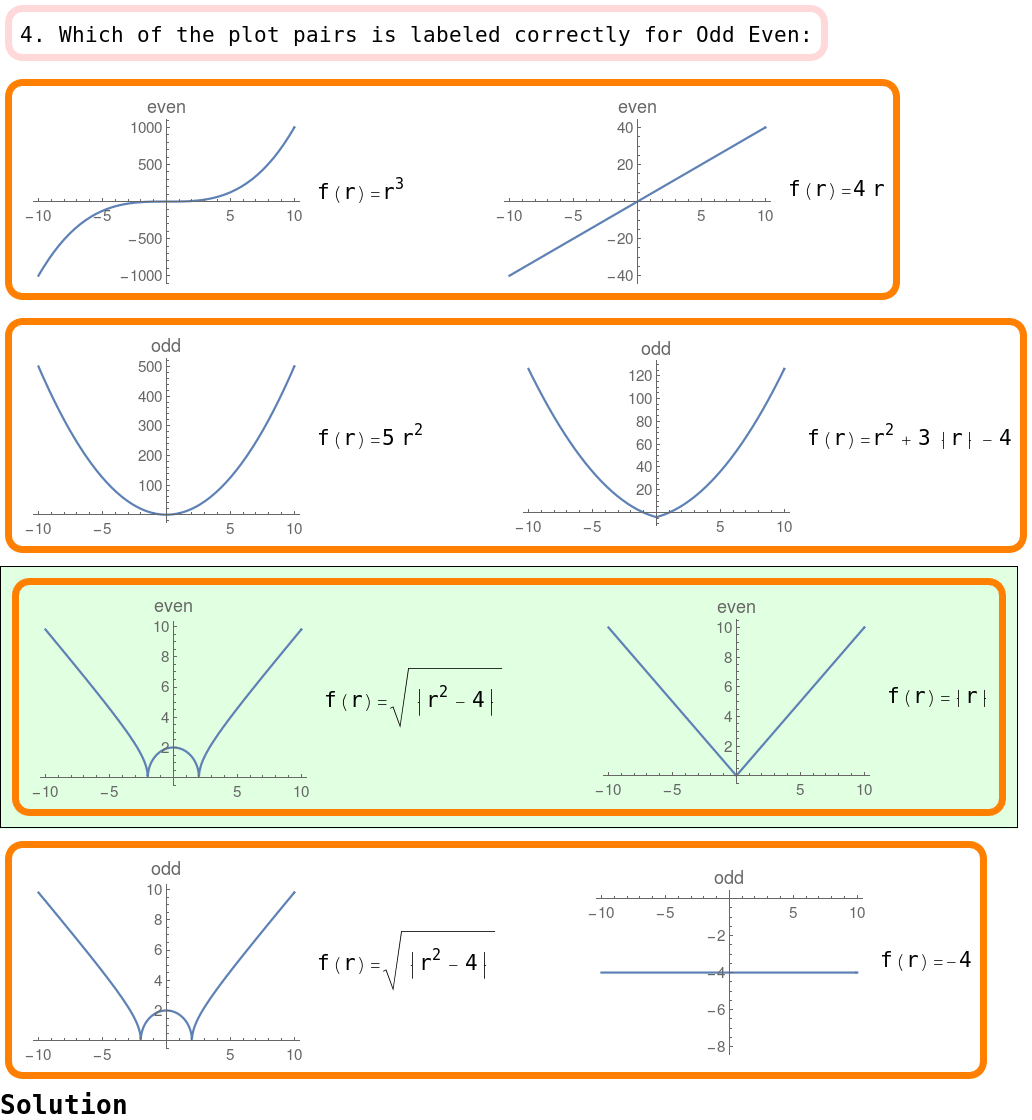 4. Which of the plot pairs is labeled correctly for Odd Even:
even
1000
500
-10 -5 5 10
-500
-1000
f(r)=r³
even
40
20
-10 -5 5 10
-20
-40
f(r)=4 r
odd
500
400
300
200
100
-10 -5 5 10
f(r)=5 r²
odd
120
100
80
60
40
20
-10 -5 5 10
f(r)=r² + 3 |r| - 4
even
10
8
6
4
2
-10 -5 5 10
f(r)=√|r² - 4|
even
10
8
6
4
2
-10 -5 5 10
f(r)=|r|
odd
10
8
6
4
2
-10 -5 5 10
f(r)=√|r² - 4|
odd
-10 -5 5 10
-2
-4
-6
-8
f(r)=-4
Solution